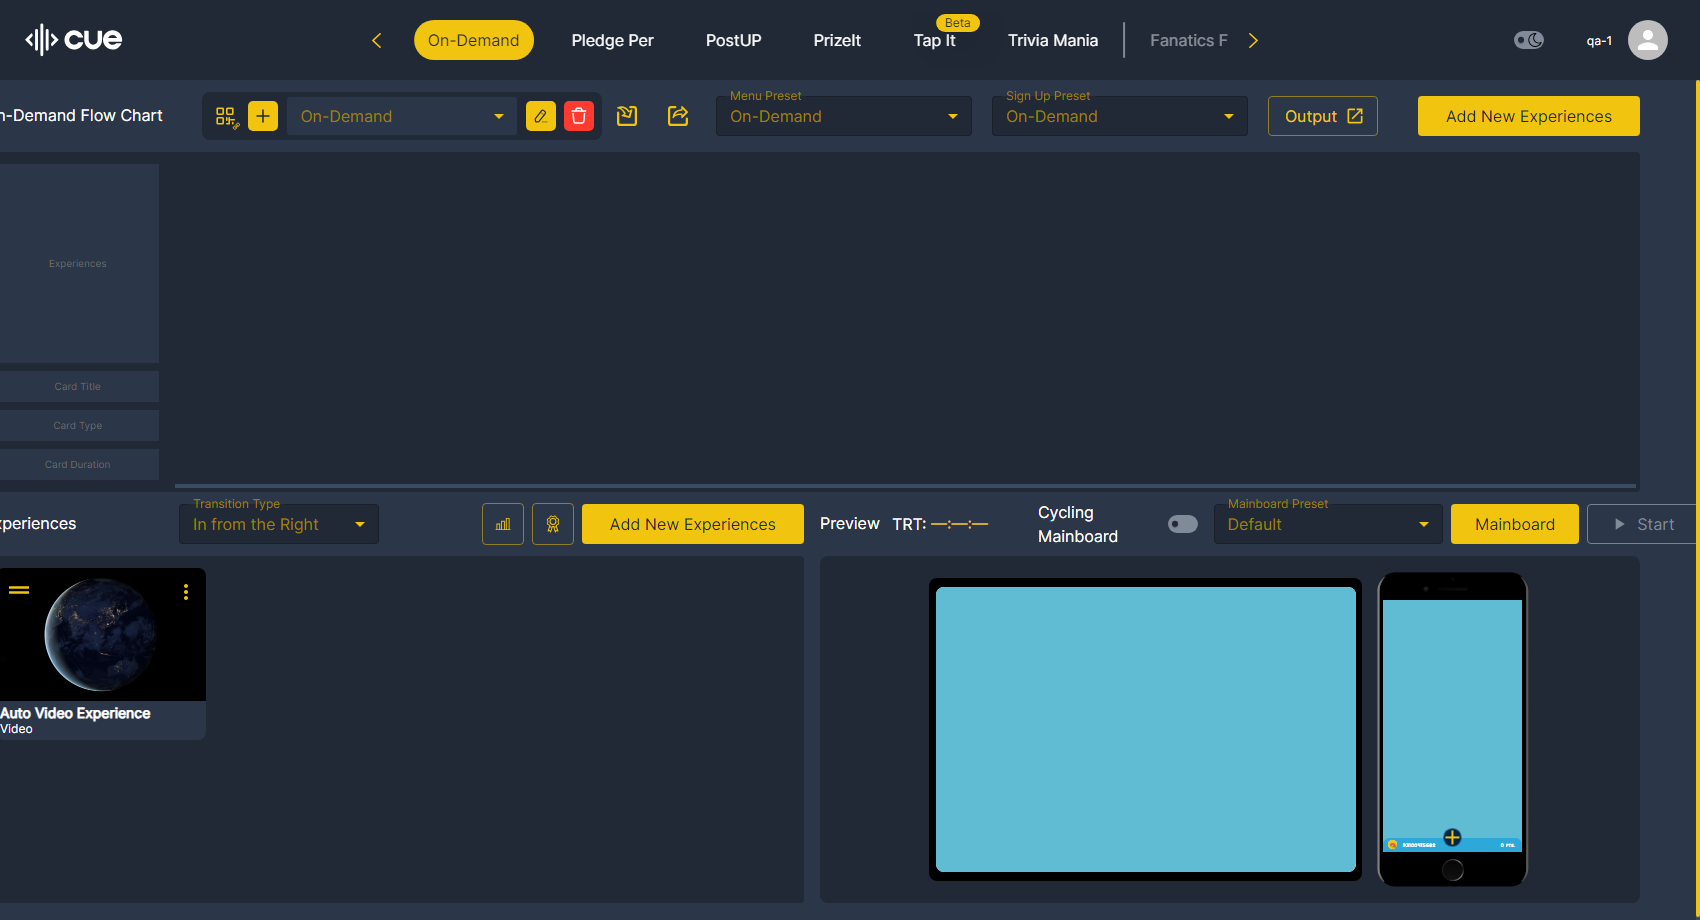 cue
On-Demand
Pledge Per
PostUP
PrizeIt
Beta
Tap It
Trivia Mania
Fanatics F
qa-1
n-Demand Flow Chart
On-Demand
Menu Preset
On-Demand
Sign Up Preset
On-Demand
Output
Add New Experiences
Experiences
Card Title
Card Type
Card Duration
xperiences
Transition Type
In from the Right
Add New Experiences
Preview
TRT: —:—:—
Cycling
Mainboard
Mainboard Preset
Default
Mainboard
Start
Auto Video Experience
Video
0 PTS.